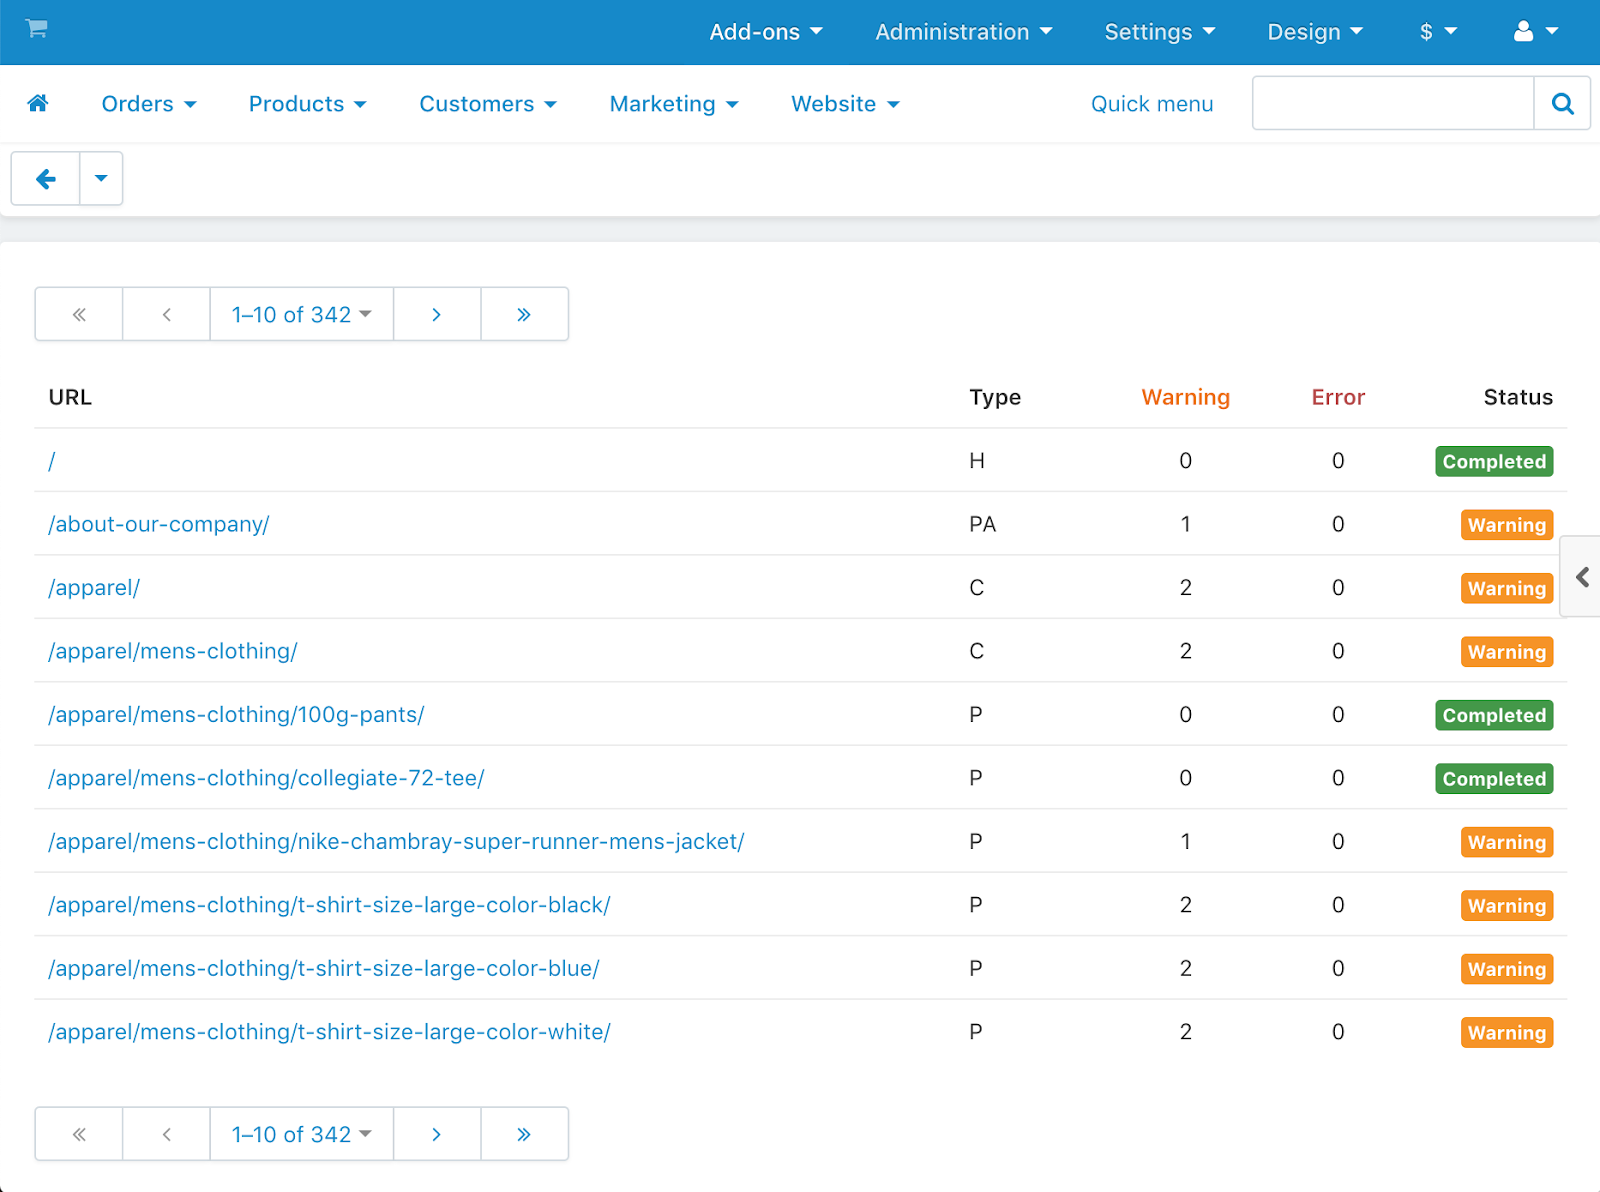 Add-ons Administration Settings Design $
Orders Products Customers Marketing Website Quick menu
« ‹ 1–10 of 342 › »
URL Type Warning Error Status
/ H 0 0 Completed
/about-our-company/ PA 1 0 Warning
/apparel/ C 2 0 Warning
/apparel/mens-clothing/ C 2 0 Warning
/apparel/mens-clothing/100g-pants/ P 0 0 Completed
/apparel/mens-clothing/collegiate-72-tee/ P 0 0 Completed
/apparel/mens-clothing/nike-chambray-super-runner-mens-jacket/ P 1 0 Warning
/apparel/mens-clothing/t-shirt-size-large-color-black/ P 2 0 Warning
/apparel/mens-clothing/t-shirt-size-large-color-blue/ P 2 0 Warning
/apparel/mens-clothing/t-shirt-size-large-color-white/ P 2 0 Warning
« ‹ 1–10 of 342 › »